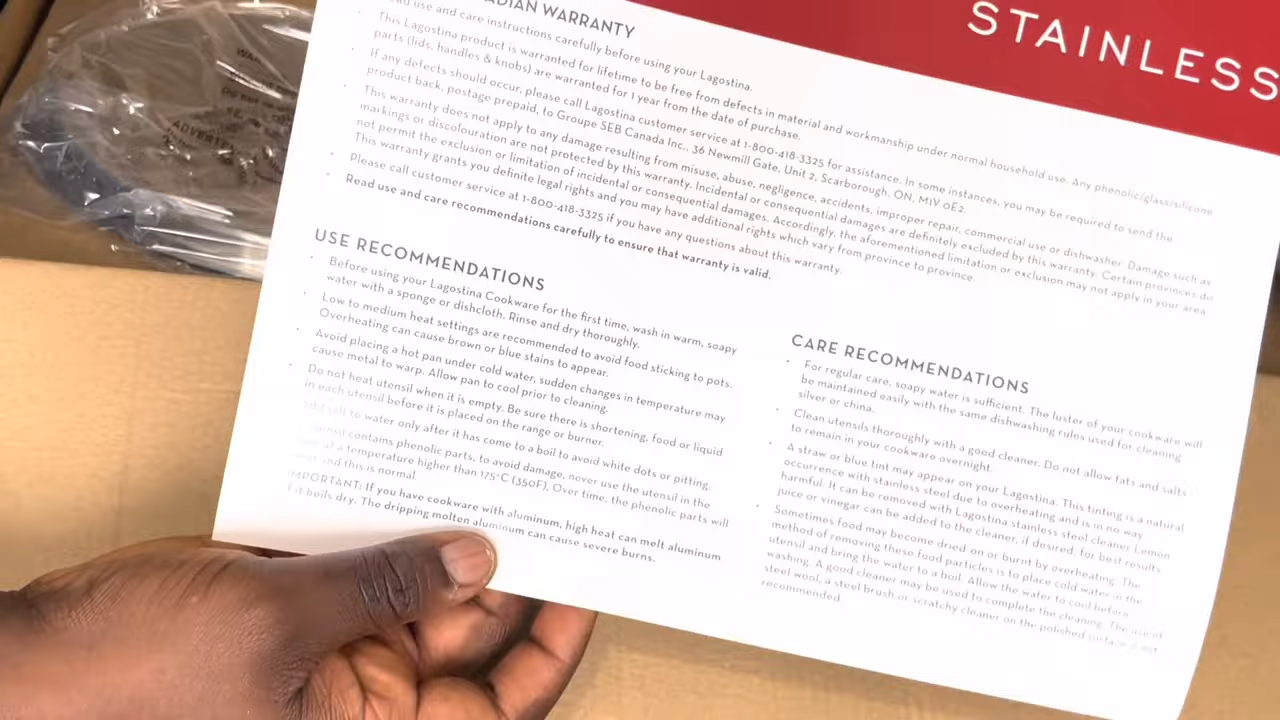 STAINLESS
ADIAN WARRANTY
use and care instructions carefully before using your Lagostina.
This Lagostina product is warranted for lifetime to be free from defects in material and workmanship under normal household use. Any phenolic/glass/silicone
parts (lids, handles & knobs) are warranted for 1 year from the date of purchase.
If any defects should occur, please call Lagostina customer service at 1-800-418-3325 for assistance. In some instances, you may be required to send the
product back, postage prepaid, to Groupe SEB Canada Inc., 36 Newmill Gate, Unit 2, Scarborough, ON, M1V 0E2.
This warranty does not apply to any damage resulting from misuse, abuse, negligence, accidents, improper repair, commercial use or dishwasher. Damage such as
markings or discolouration are not protected by this warranty. Incidental or consequential damages are definitely excluded by this warranty. Certain provinces do
not permit the exclusion or limitation of incidental or consequential damages. Accordingly, the aforementioned limitation or exclusion may not apply in your area
This warranty grants you definite legal rights and you may have additional rights which vary from province to province.
Please call customer service at 1-800-418-3325 if you have any questions about this warranty.
Read use and care recommendations carefully to ensure that warranty is valid.
USE RECOMMENDATIONS
Before using your Lagostina Cookware for the first time, wash in warm, soapy
water with a sponge or dishcloth. Rinse and dry thoroughly.
Low to medium heat settings are recommended to avoid food sticking to pots.
Overheating can cause brown or blue stains to appear.
Avoid placing a hot pan under cold water, sudden changes in temperature may
cause metal to warp. Allow pan to cool prior to cleaning.
Do not heat utensil when it is empty. Be sure there is shortening, food or liquid
in each utensil before it is placed on the range or burner.
Add salt to water only after it has come to a boil to avoid white dots or pitting.
contains phenolic parts, to avoid damage, never use the utensil in the
at a temperature higher than 175°C (350F). Over time, the phenolic parts will
and this is normal.
IMPORTANT: If you have cookware with aluminum, high heat can melt aluminum
if it boils dry. The dripping molten aluminum can cause severe burns.
CARE RECOMMENDATIONS
For regular care, soapy water is sufficient. The luster of your cookware will
be maintained easily with the same dishwashing rules used for cleaning
silver or china.
Clean utensils thoroughly with a good cleaner. Do not allow fats and salts
to remain in your cookware overnight.
A straw or blue tint may appear on your Lagostina. This tinting is a natural
occurrence with stainless steel due to overheating and is in no way
harmful. It can be removed with Lagostina stainless steel cleaner. Lemon
juice or vinegar can be added to the cleaner, if desired, for best results
Sometimes food may become dried-on or burnt by overheating. The
method of removing these food particles is to place cold water in the
utensil and bring the water to a boil. Allow the water to cool before
washing. A good cleaner may be used to complete the cleaning. The use of
steel wool, a steel brush or scratchy cleaner on the polished surface is not
recommended